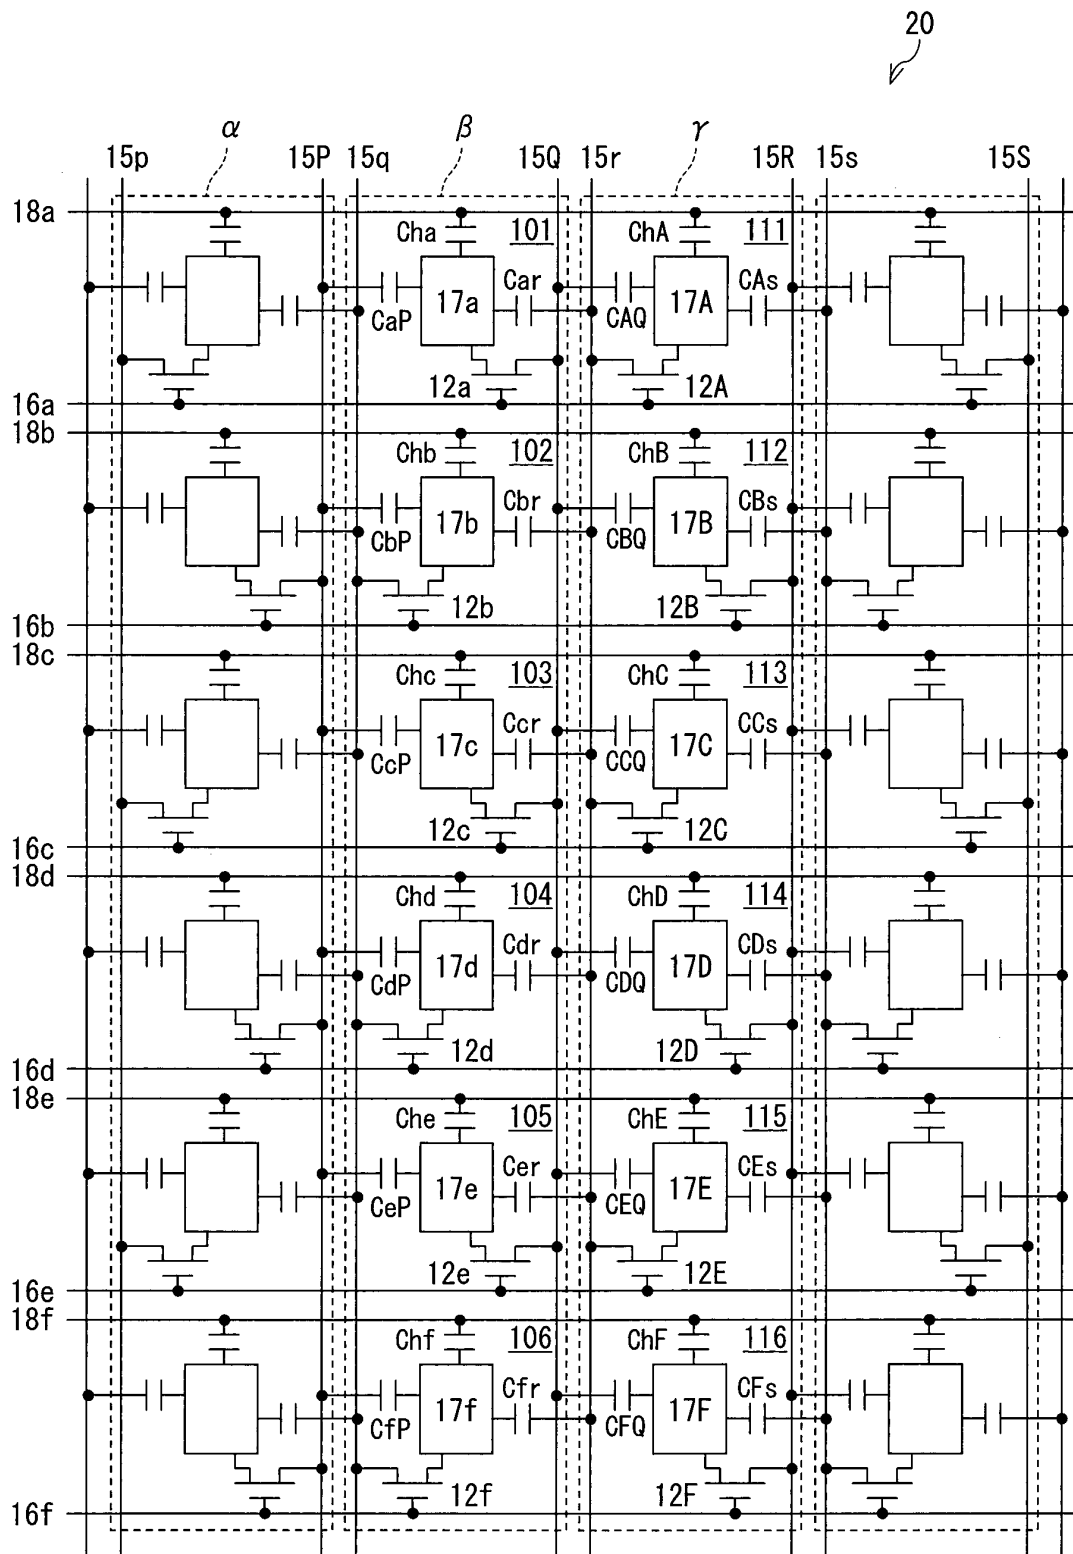 20
α β γ
15p 15P 15q 15Q 15r 15R 15s 15S
18a
Cha 101 ChA 111
Car CAs
17a 17A
CaP CAQ
12a 12A
16a
18b
Chb 102 ChB 112
Cbr CBs
17b 17B
CbP CBQ
12b 12B
16b
18c
Chc 103 ChC 113
Ccr CCs
17c 17C
CcP CCQ
12c 12C
16c
18d
Chd 104 ChD 114
Cdr CDs
17d 17D
CdP CDQ
12d 12D
16d
18e
Che 105 ChE 115
Cer CEs
17e 17E
CeP CEQ
12e 12E
16e
18f
Chf 106 ChF 116
Cfr CFs
17f 17F
CfP CFQ
12f 12F
16f